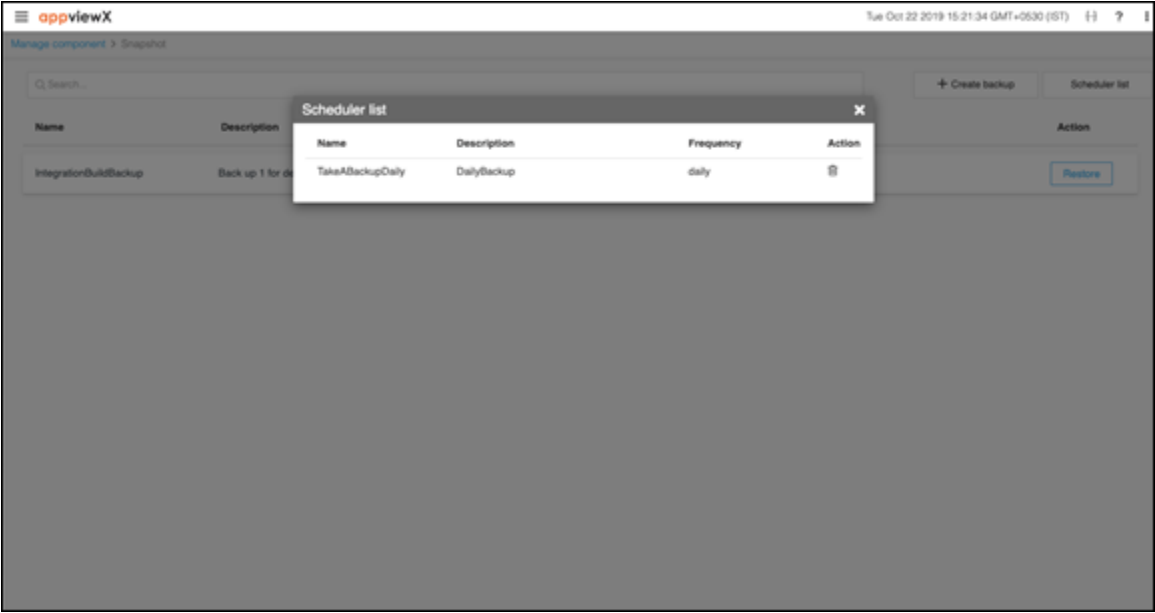 appviewX Tue Oct 22 2019 15:21:34 GMT+0530 (IST) ?
Manage component > Snapshot
Search... + Create backup Scheduler list
Scheduler list
Name Description Action
Name Description Frequency Action
IntegrationBuildBackup Back up 1 for de Restore
TakeABackupDaily DailyBackup daily